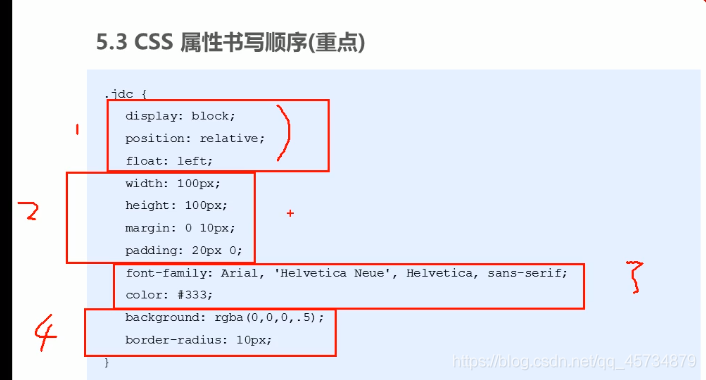 5.3 CSS 属性书写顺序(重点)
.jdc {
display: block;
1
position: relative;
float: left;
width: 100px;
2
height: 100px;
margin: 0 10px;
padding: 20px 0;
font-family: Arial, 'Helvetica Neue', Helvetica, sans-serif;
3
color: #333;
background: rgba(0,0,0,.5);
4
border-radius: 10px;
}
https://blog.csdn.net/qq_45734879